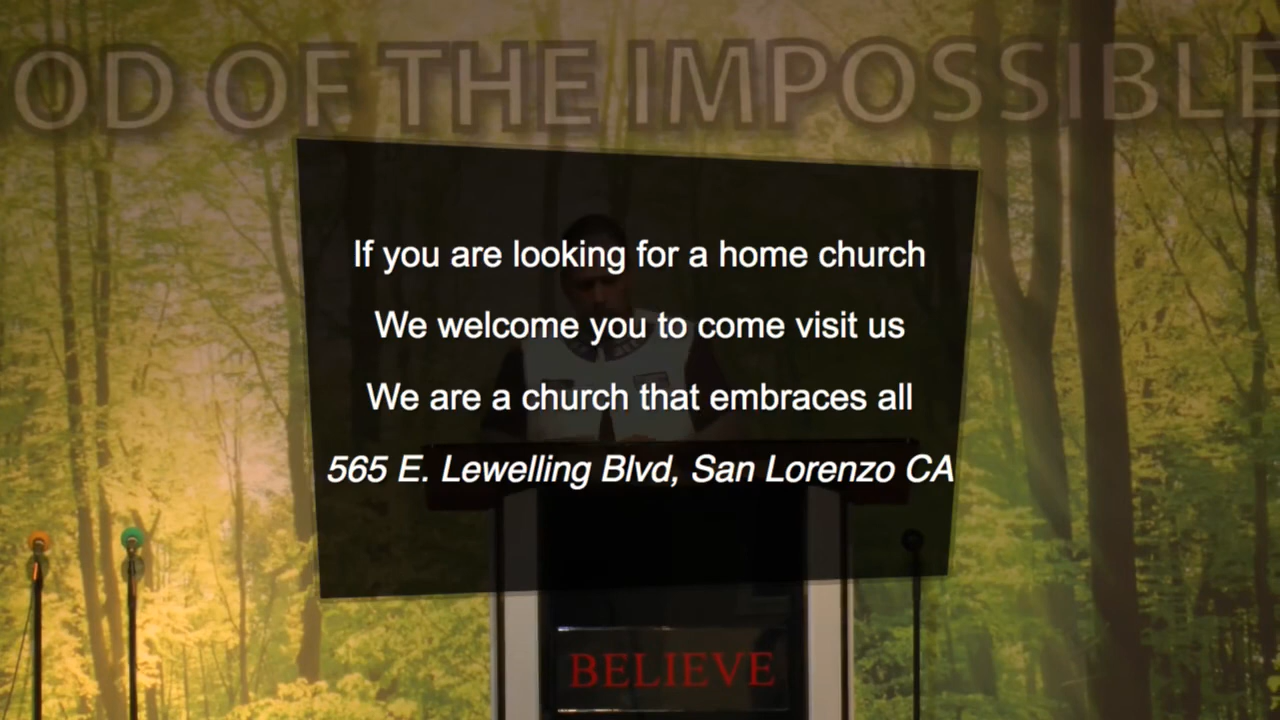 OD OF THE IMPOSSIBLE
If you are looking for a home church
We welcome you to come visit us
We are a church that embraces all
565 E. Lewelling Blvd, San Lorenzo CA
BELIEVE